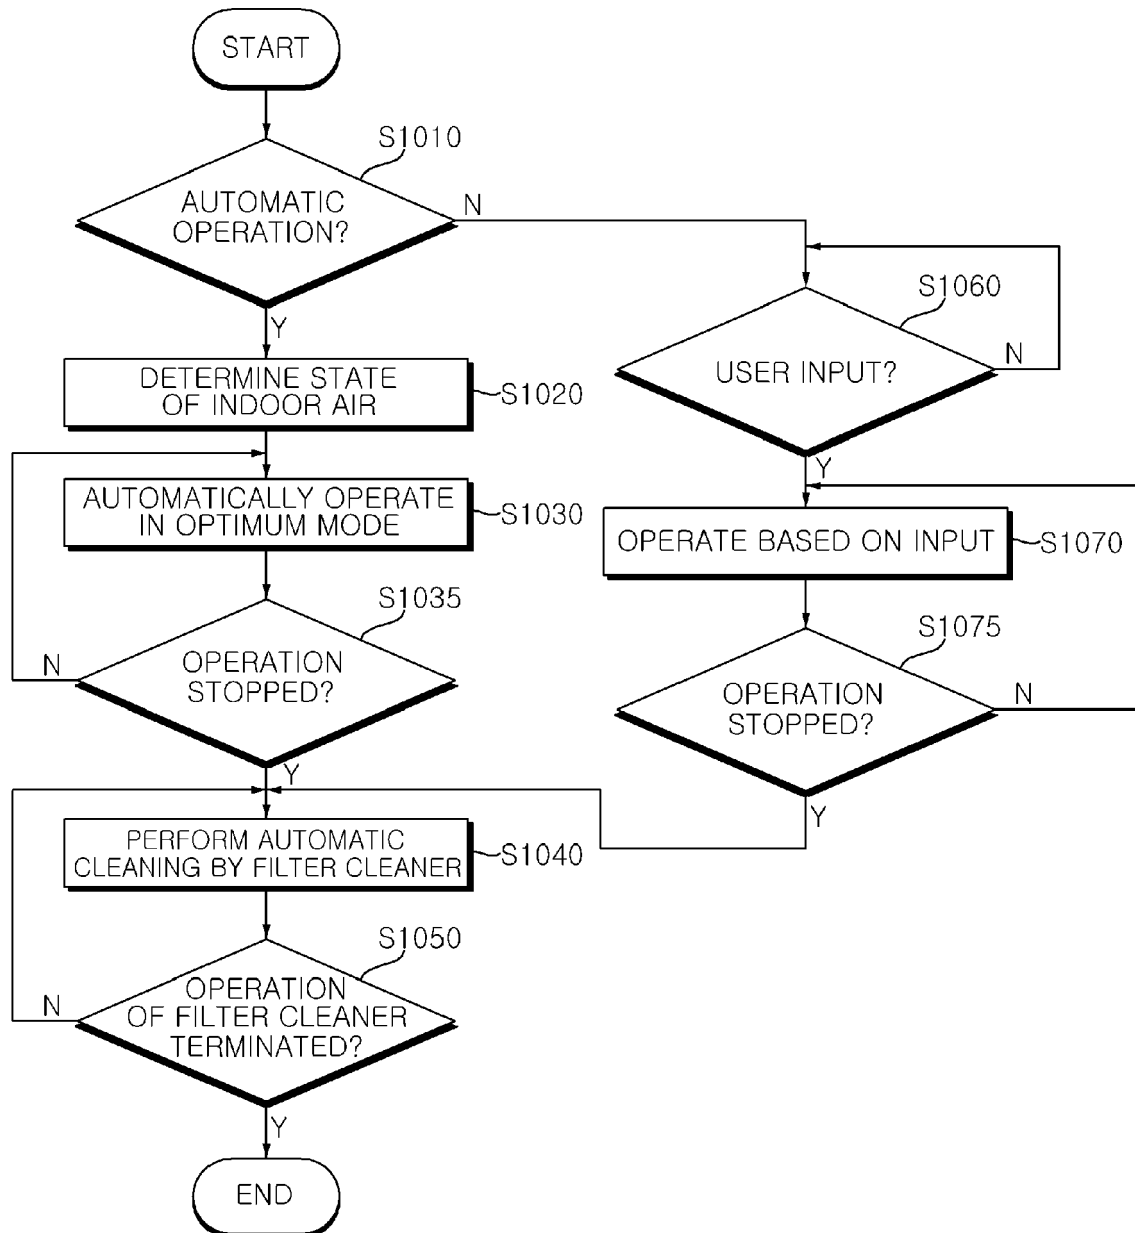 START
S1010
AUTOMATIC
OPERATION?
N
Y
DETERMINE STATE
OF INDOOR AIR
S1020
AUTOMATICALLY OPERATE
IN OPTIMUM MODE
S1030
S1035
OPERATION
STOPPED?
N
Y
PERFORM AUTOMATIC
CLEANING BY FILTER CLEANER
S1040
S1050
OPERATION
OF FILTER CLEANER
TERMINATED?
N
Y
END
S1060
USER INPUT?
N
Y
OPERATE BASED ON INPUT
S1070
S1075
OPERATION
STOPPED?
N
Y